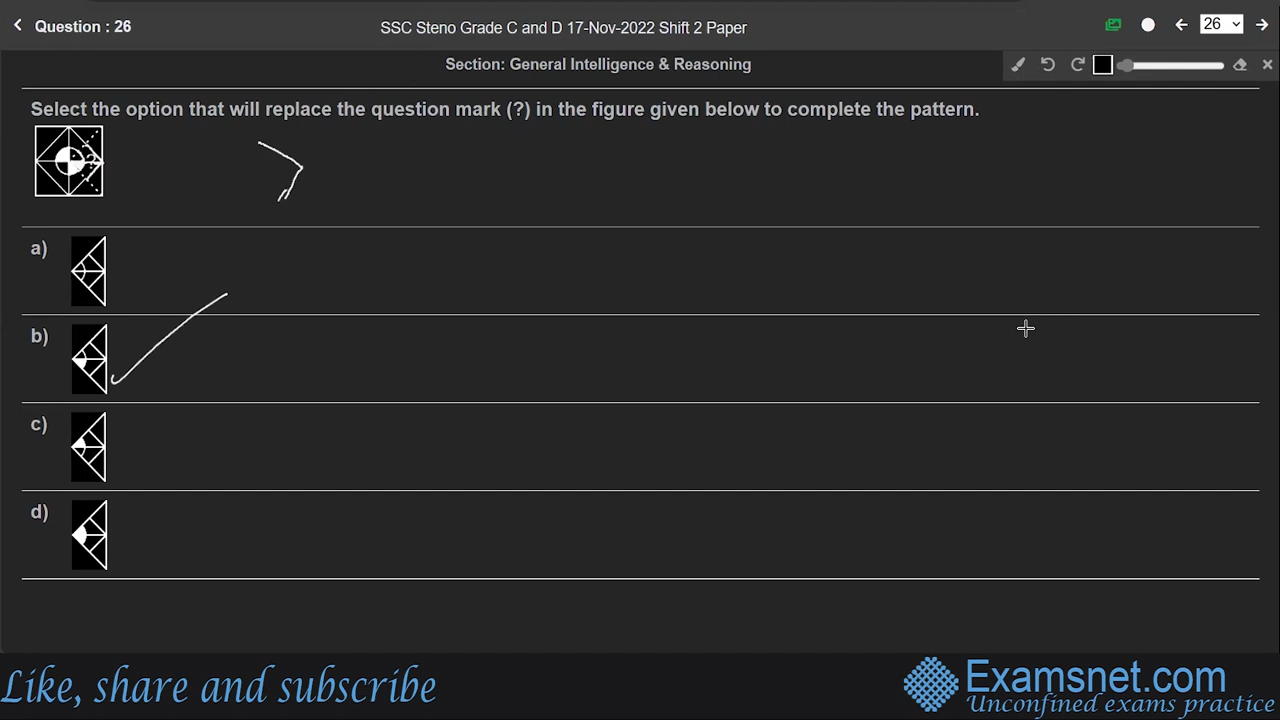 Question : 26
SSC Steno Grade C and D 17-Nov-2022 Shift 2 Paper
26
Section: General Intelligence & Reasoning
Select the option that will replace the question mark (?) in the figure given below to complete the pattern.
?
a)
b)
c)
d)
Like, share and subscribe
Examsnet.com
Unconfined exams practice